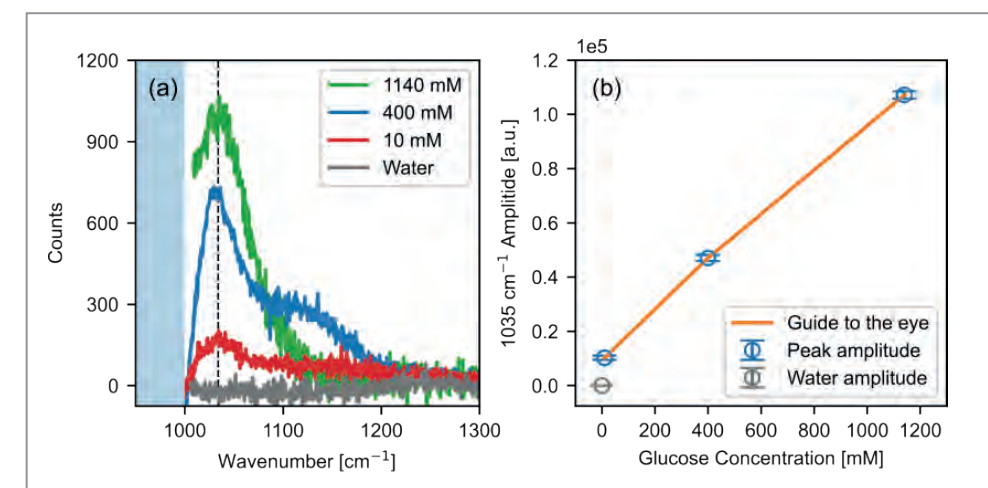 (a)
1140 mM
400 mM
10 mM
Water
1200
900
600
300
0
Counts
1000
1100
1200
1300
Wavenumber [cm⁻¹]
1e5
(b)
1.2
1.0
0.8
0.6
0.4
0.2
0.0
1035 cm⁻¹ Amplitide [a.u.]
Guide to the eye
Peak amplitude
Water amplitude
0
200
400
600
800
1000
1200
Glucose Concentration [mM]